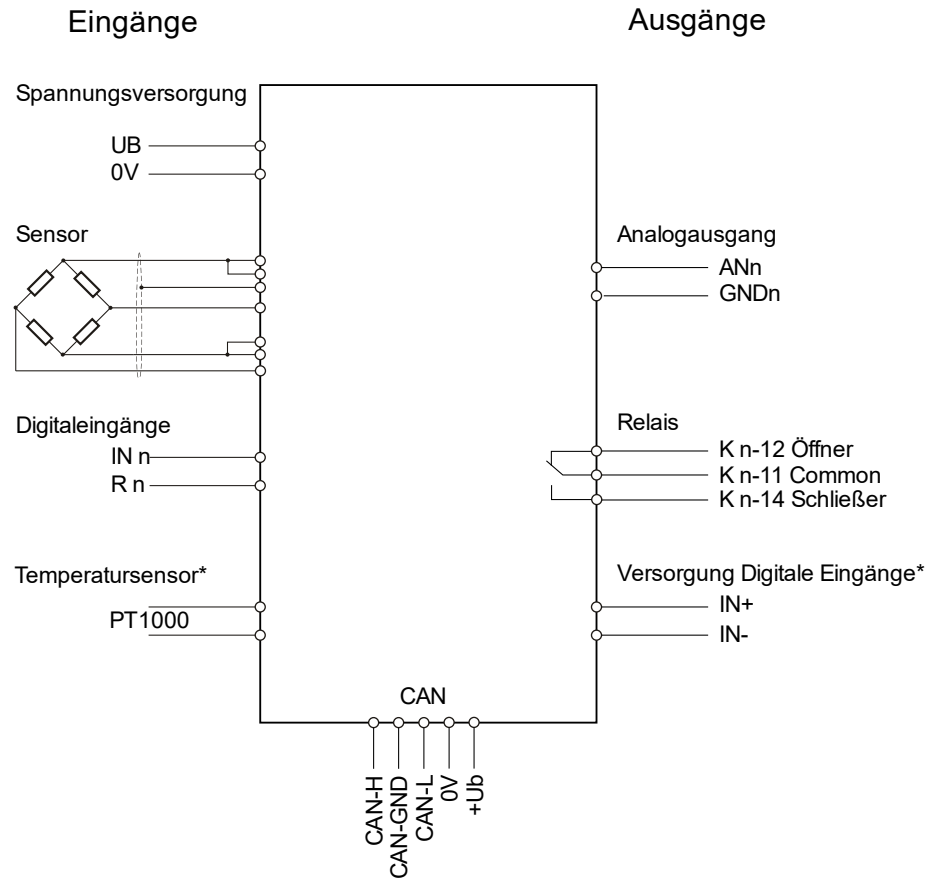 Eingänge
Ausgänge
Spannungsversorgung
UB
0V
Sensor
Analogausgang
ANn
GNDn
Digitaleingänge
IN n
R n
Relais
K n-12 Öffner
K n-11 Common
K n-14 Schließer
Temperatursensor*
PT1000
Versorgung Digitale Eingänge*
IN+
IN-
CAN
CAN-H
CAN-GND
CAN-L
0V
+Ub